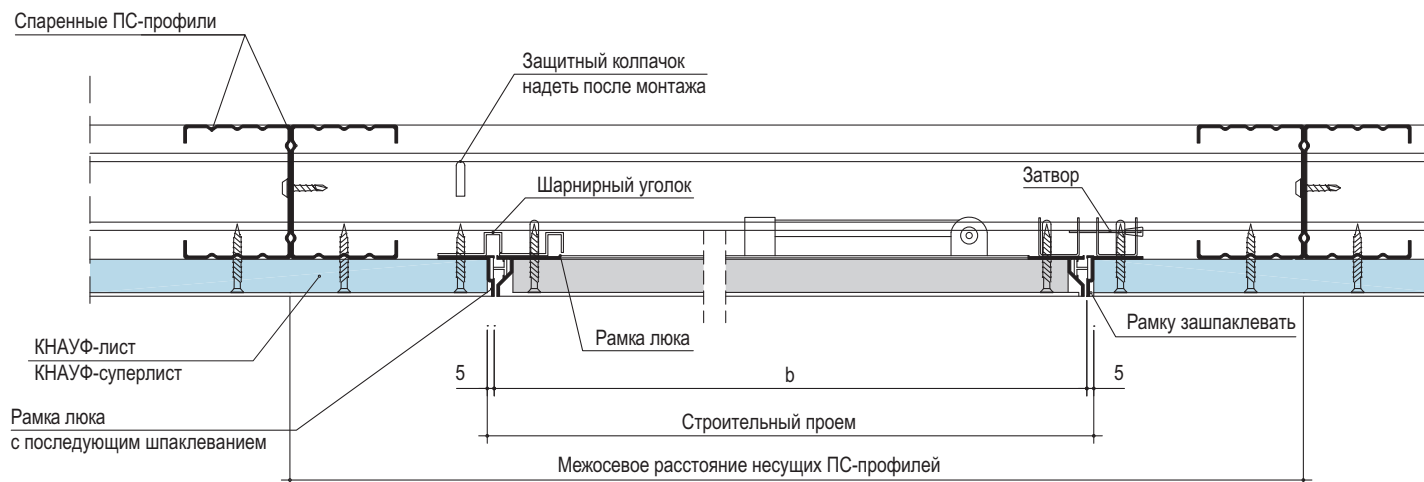 Спаренные ПС-профили
Защитный колпачок
надеть после монтажа
Шарнирный уголок
Затвор
Рамка люка
Рамку зашпаклевать
КНАУФ-лист
КНАУФ-суперлист
5
b
5
Рамка люка
с последующим шпаклеванием
Строительный проем
Межосевое расстояние несущих ПС-профилей